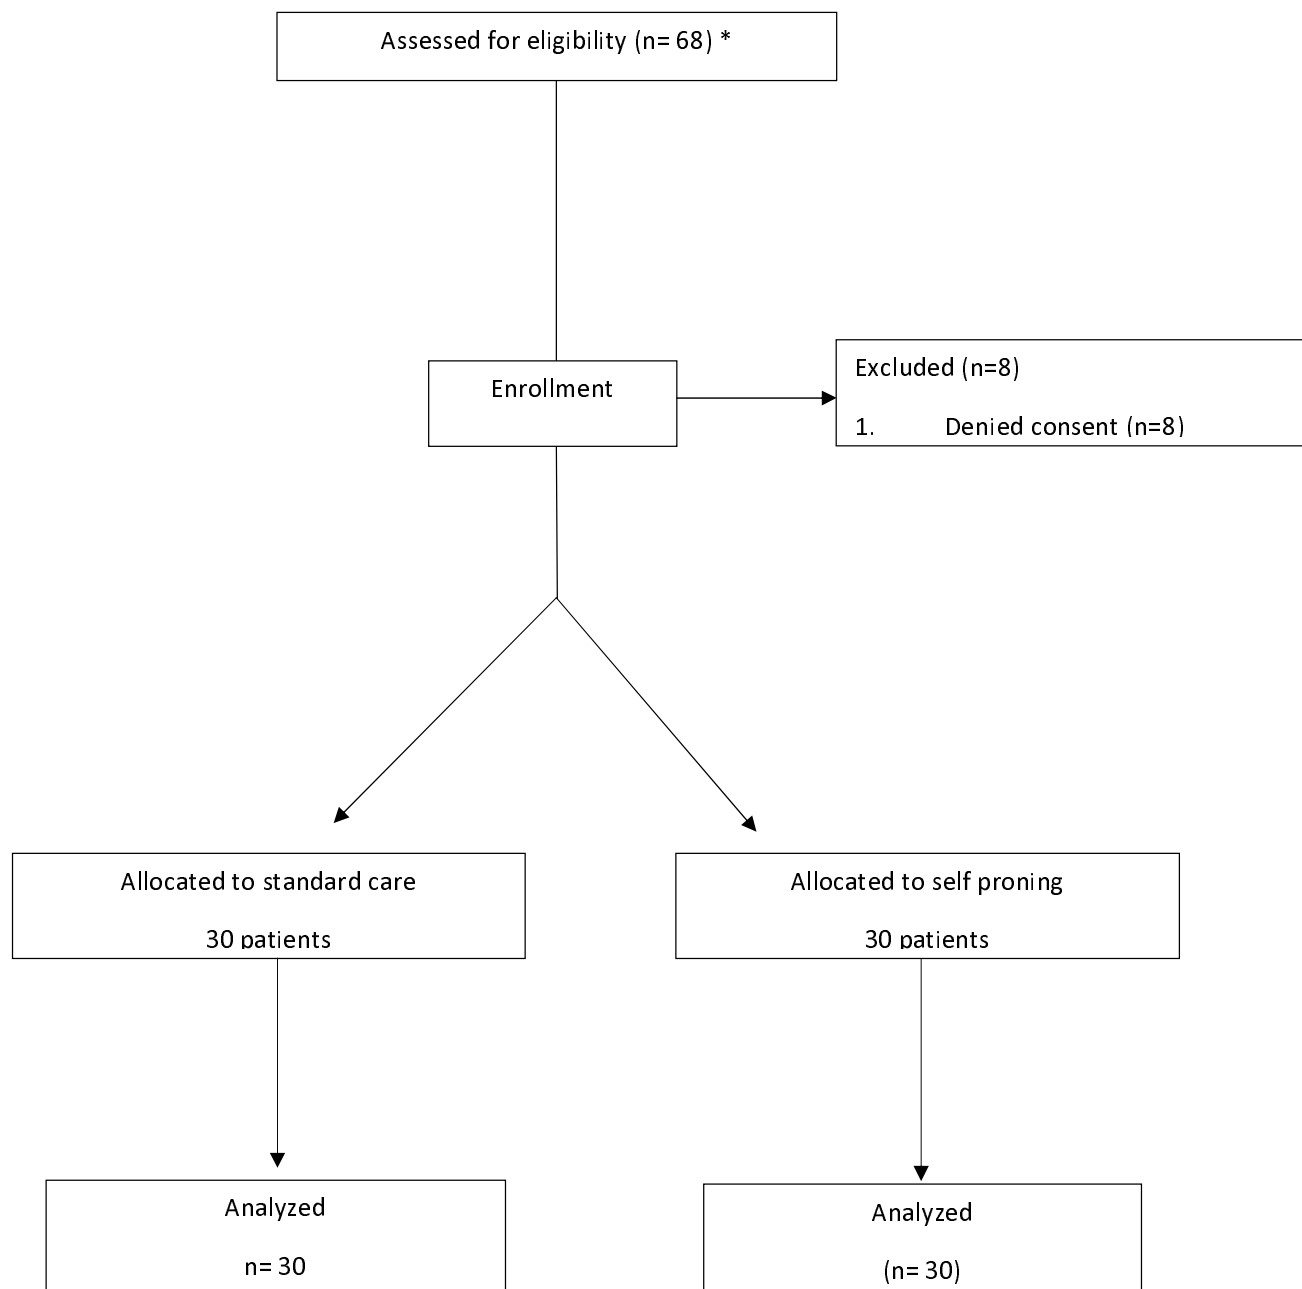 Assessed for eligibility (n= 68) *
Enrollment
Excluded (n=8)
1. Denied consent (n=8)
Allocated to standard care
30 patients
Allocated to self proning
30 patients
Analyzed
n= 30
Analyzed
(n= 30)